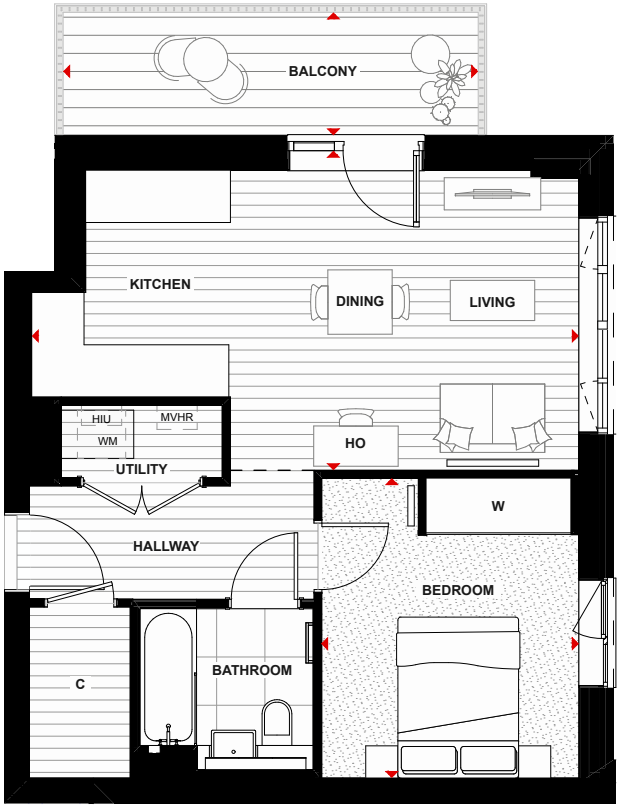 BALCONY
KITCHEN
DINING
LIVING
HIU
MVHR
WM
HO
UTILITY
W
HALLWAY
BEDROOM
BATHROOM
C